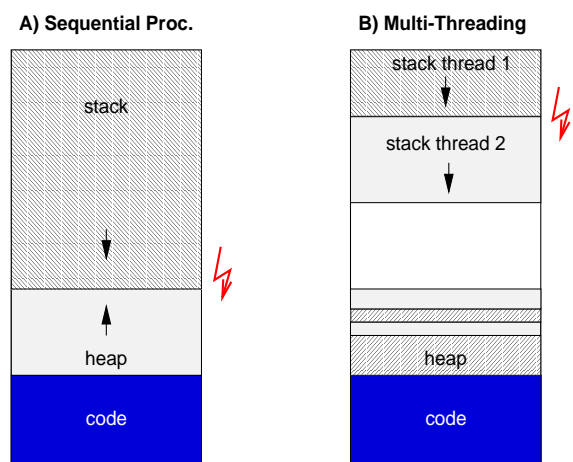 A) Sequential Proc.
stack
heap
code
B) Multi-Threading
stack thread 1
stack thread 2
heap
code